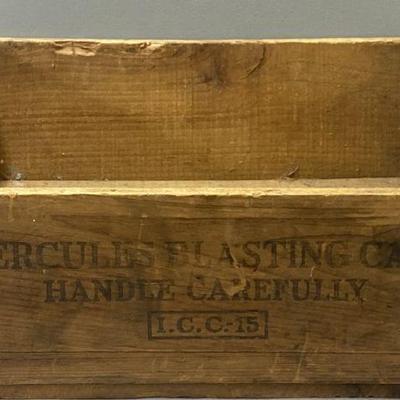 ERCULES BLASTING CA
HANDLE CAREFULLY
I.C.C.-15